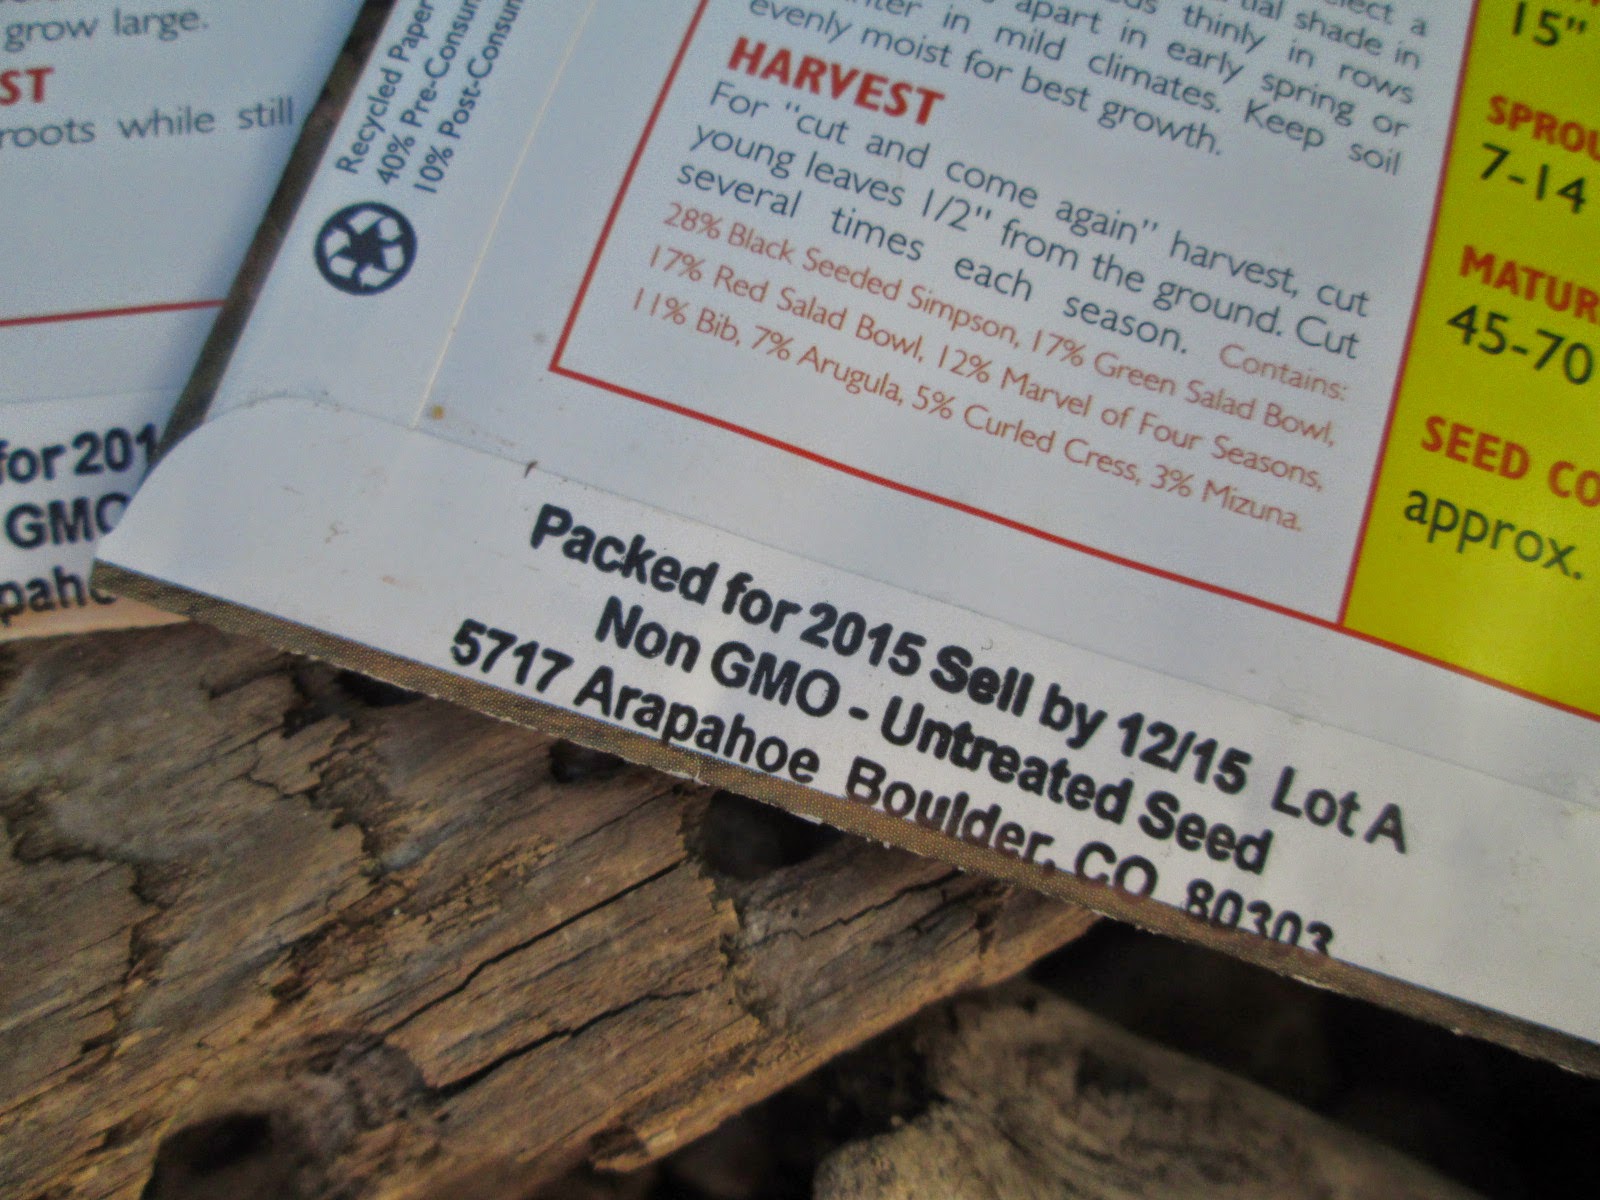 grow large.
ST
roots while still
for 201
GMO
Recycled Paper
40% Pre-Consum
10% Post-Consum
elect a
tial shade in
thinly in rows
apart in early spring or
in mild climates. Keep soil
evenly moist for best growth.
HARVEST
For "cut and come again" harvest, cut
young leaves 1/2" from the ground. Cut
several times each season. Contains:
28% Black Seeded Simpson, 17% Green Salad Bowl,
17% Red Salad Bowl, 12% Marvel of Four Seasons,
11% Bib, 7% Arugula, 5% Curled Cress, 3% Mizuna.
15"
SPROU
7-14
MATUR
45-70
SEED CO
approx.
Packed for 2015 Sell by 12/15 Lot A
Non GMO - Untreated Seed
5717 Arapahoe Boulder, CO 80303